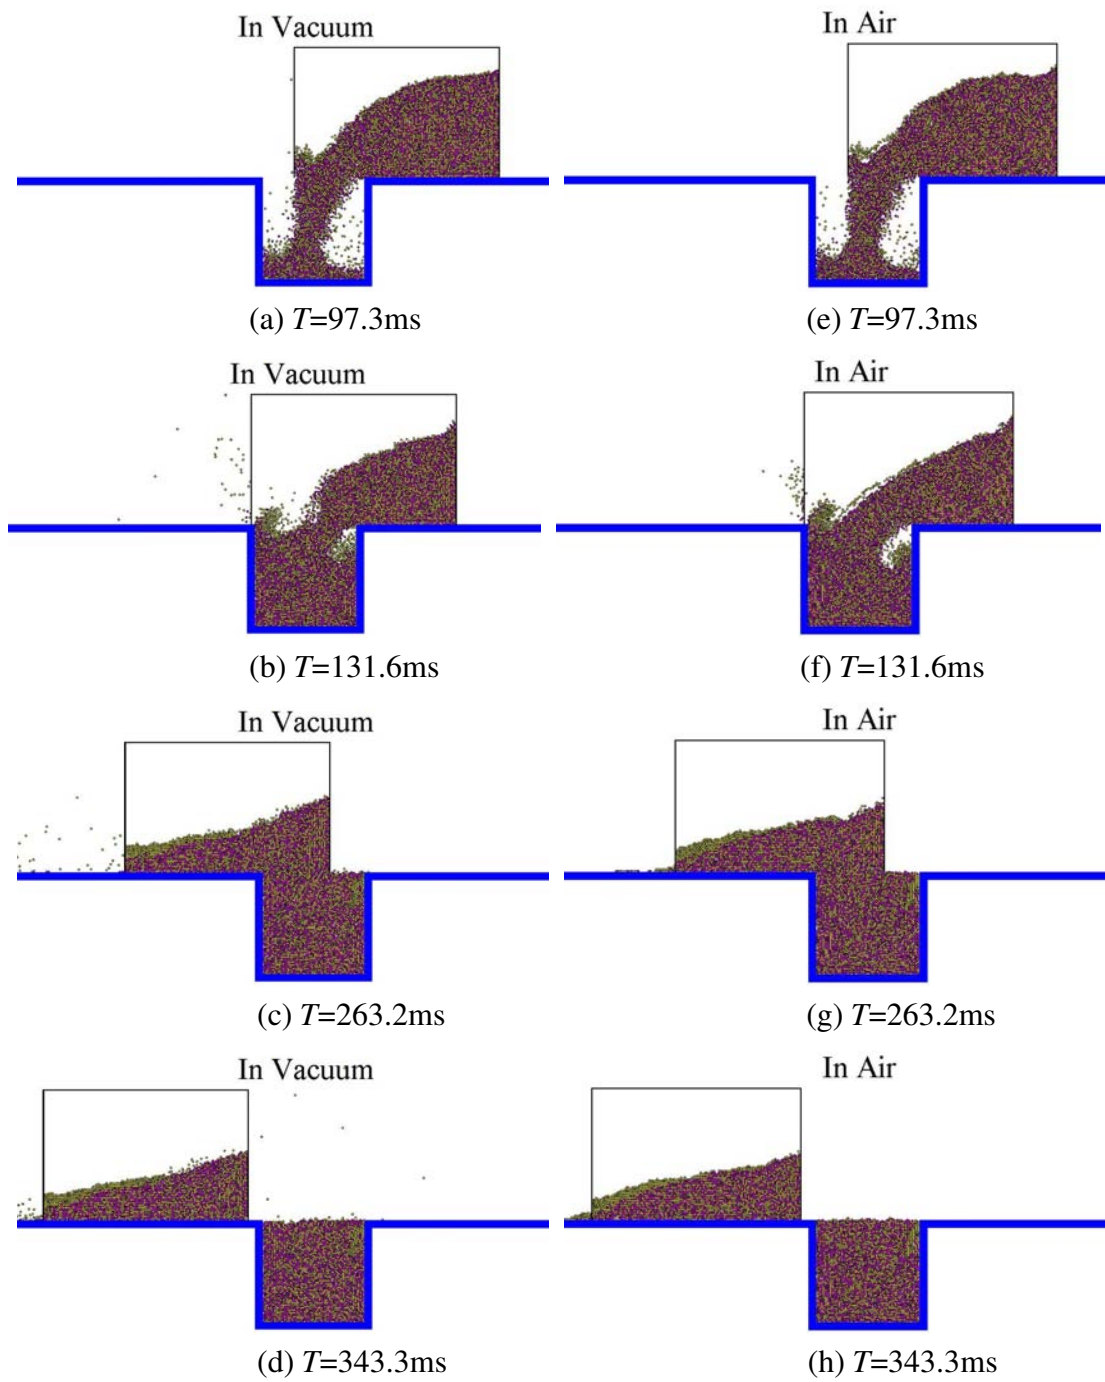 In Vacuum
In Air
(a) T=97.3ms
(e) T=97.3ms
In Vacuum
In Air
(b) T=131.6ms
(f) T=131.6ms
In Vacuum
In Air
(c) T=263.2ms
(g) T=263.2ms
In Vacuum
In Air
(d) T=343.3ms
(h) T=343.3ms